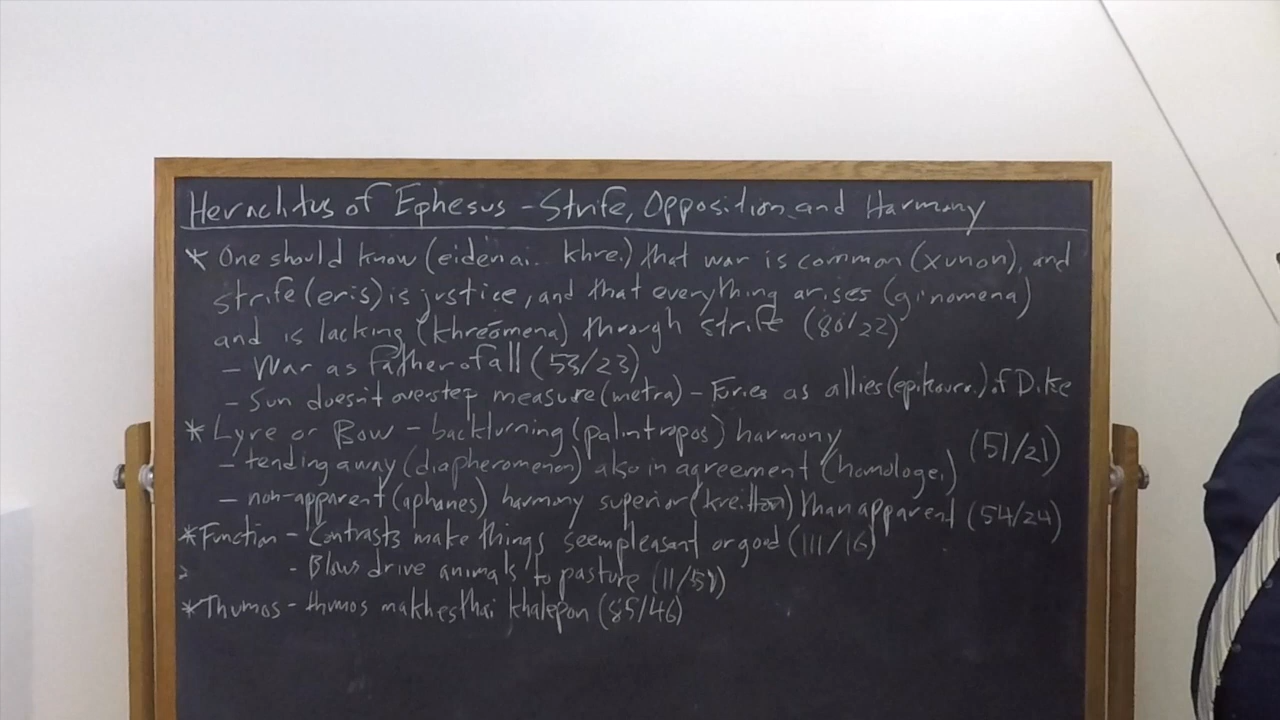 Heraclitus of Ephesus - Strife, Opposition, and Harmony
* One should know (eidenai.. khre.) that war is common (xunon), and
strife (eris) is justice, and that everything arises (ginomena)
and is lacking (khreōmena) through strife (80/22)
- War as father of all (53/23)
- Sun doesn't overstep measure (metra) - Furies as allies (epikouroi) of Dike
* Lyre or Bow - backturning (palintropos) harmony (51/21)
- tending away (diapheromenon) also in agreement (homologei)
- non-apparent (aphanes) harmony superior (kreitton) than apparent (54/24)
* Function - Contrasts make things seem pleasant or good (111/16)
- Blows drive animals to pasture (11/
* Thumos - thumos makhesthai khalepon (85/46)